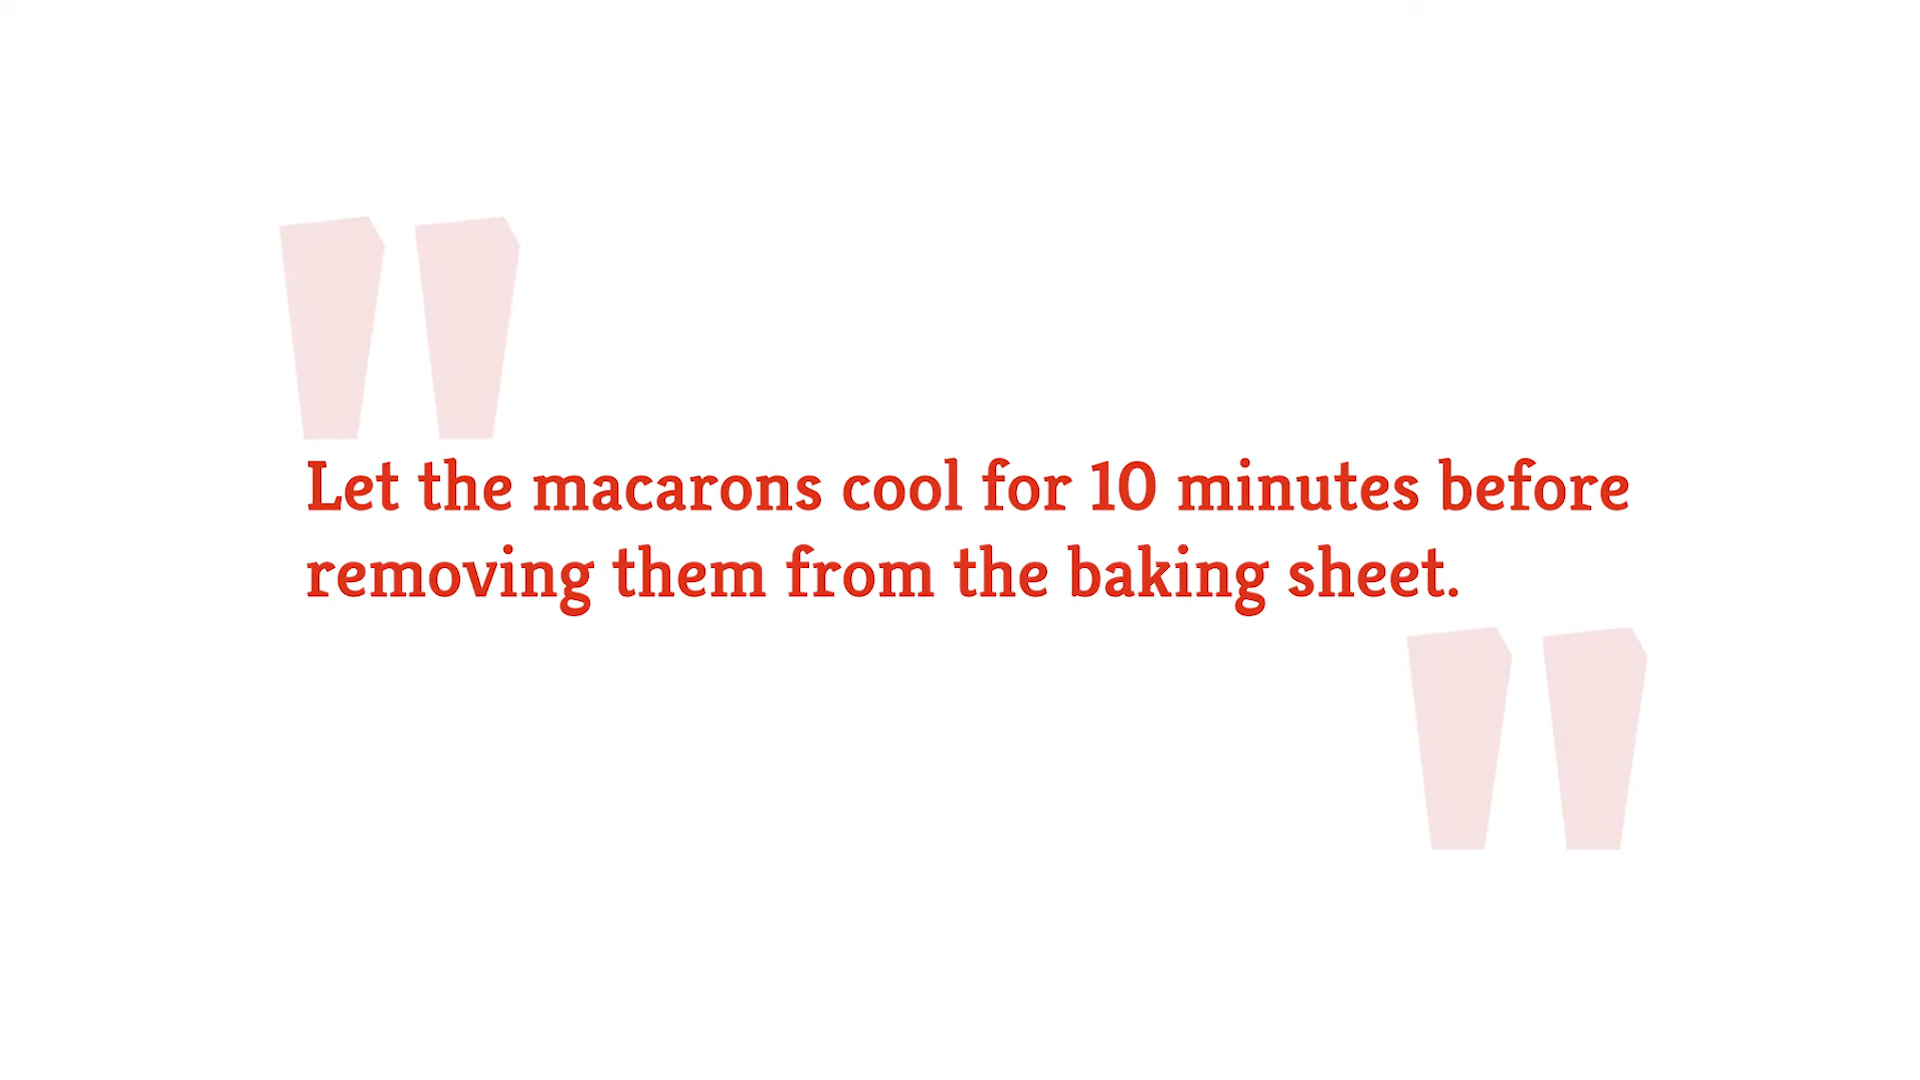 "
Let the macarons cool for 10 minutes before
removing them from the baking sheet.
"